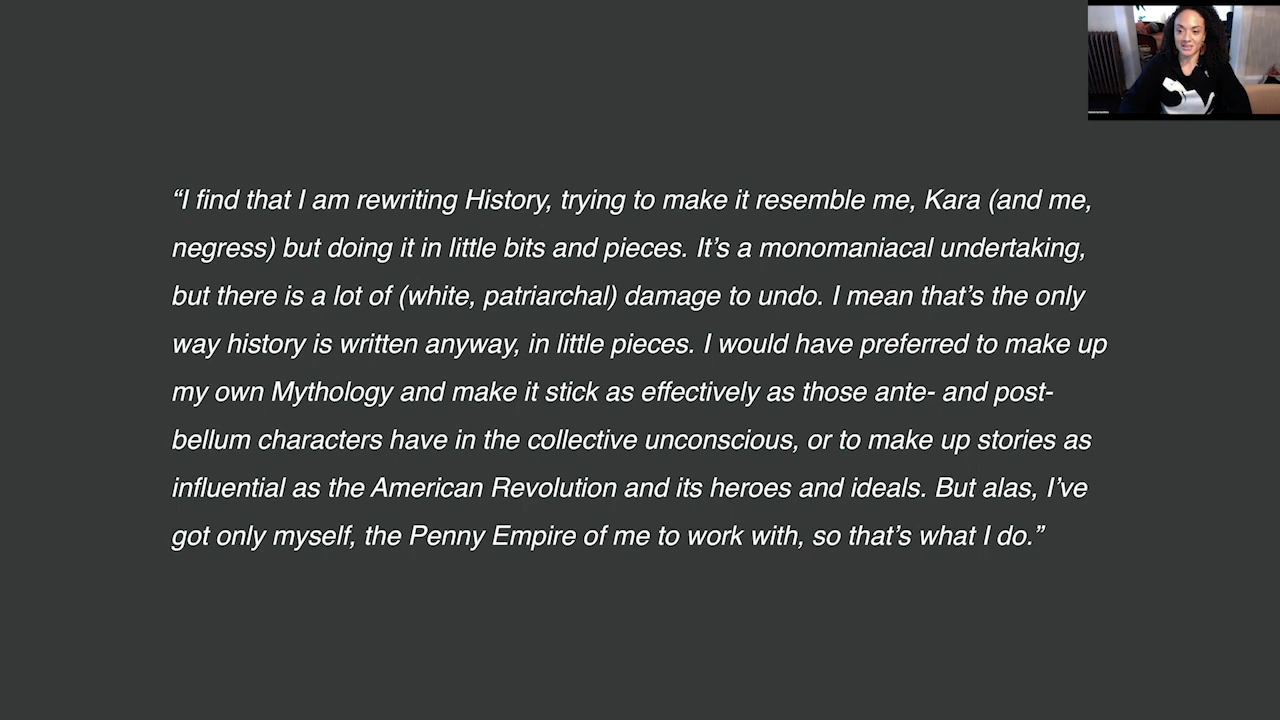 “I find that I am rewriting History, trying to make it resemble me, Kara (and me,
negress) but doing it in little bits and pieces. It’s a monomaniacal undertaking,
but there is a lot of (white, patriarchal) damage to undo. I mean that’s the only
way history is written anyway, in little pieces. I would have preferred to make up
my own Mythology and make it stick as effectively as those ante- and post-
bellum characters have in the collective unconscious, or to make up stories as
influential as the American Revolution and its heroes and ideals. But alas, I’ve
got only myself, the Penny Empire of me to work with, so that’s what I do.”